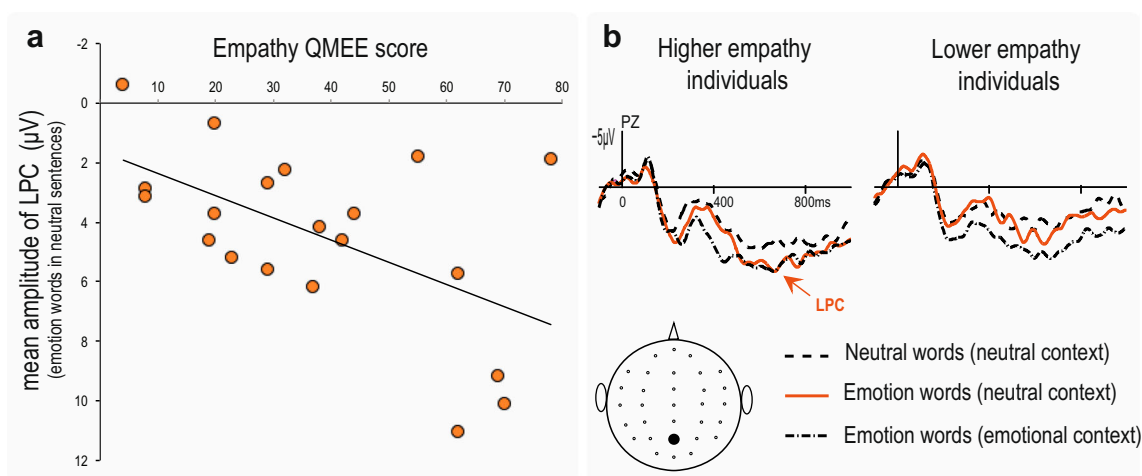 a
Empathy QMEE score
-2
0
2
4
6
8
10
12
10
20
30
40
50
60
70
80
mean amplitude of LPC (µV)
(emotion words in neutral sentences)
b
Higher empathy
individuals
Lower empathy
individuals
-5µV
PZ
0
400
800ms
LPC
Neutral words (neutral context)
Emotion words (neutral context)
Emotion words (emotional context)